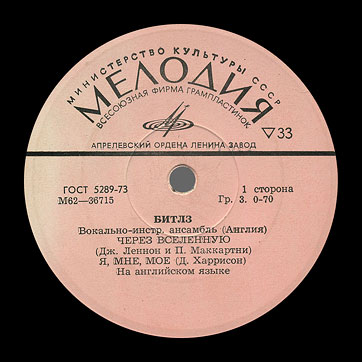 МИНИСТЕРСТВО КУЛЬТУРЫ СССР
МЕЛОДИЯ
ВСЕСОЮЗНАЯ ФИРМА ГРАМПЛАСТИНОК
▽33
АПРЕЛЕВСКИЙ ОРДЕНА ЛЕНИНА ЗАВОД
ГОСТ 5289-73
М62—36715
1 сторона
Гр. 3. 0-70
БИТЛЗ
Вокально-инстр. ансамбль (Англия)
ЧЕРЕЗ ВСЕЛЕННУЮ
(Дж. Леннон и П. Маккартни)
Я, МНЕ, МОЕ (Д. Харрисон)
На английском языке